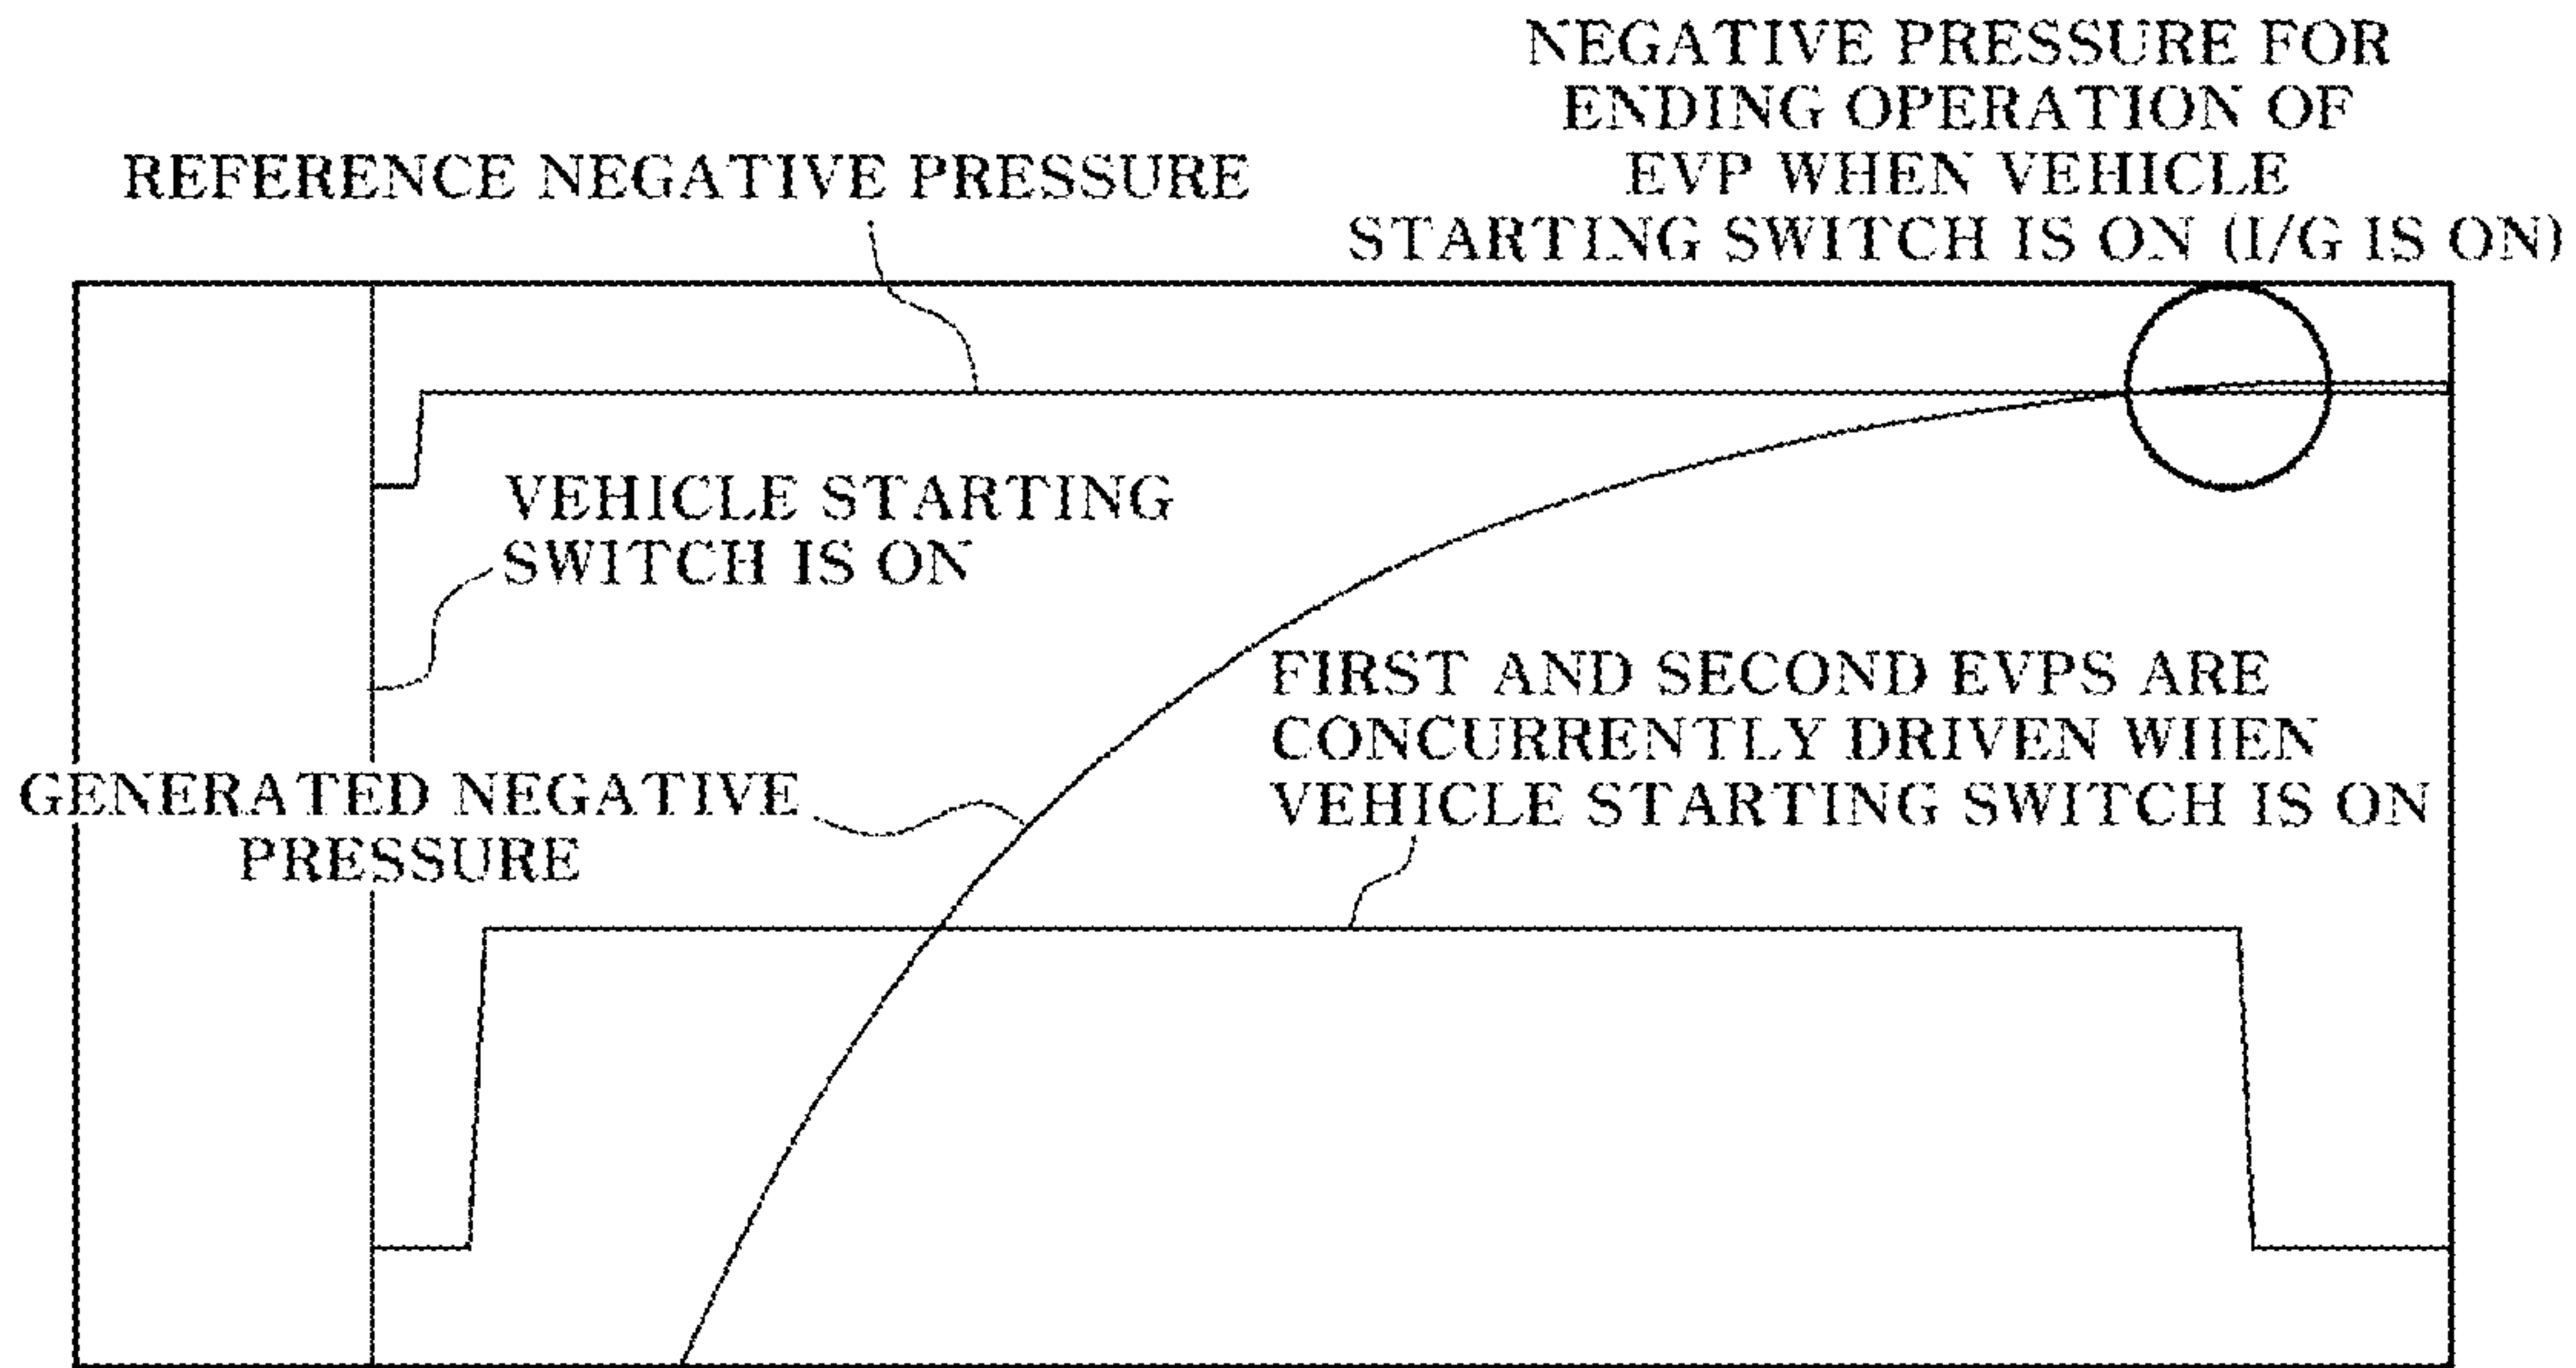 NEGATIVE PRESSURE FOR
ENDING OPERATION OF
EVP WHEN VEHICLE
STARTING SWITCH IS ON (I/G IS ON)
REFERENCE NEGATIVE PRESSURE
VEHICLE STARTING
SWITCH IS ON
FIRST AND SECOND EVPS ARE
CONCURRENTLY DRIVEN WHEN
VEHICLE STARTING SWITCH IS ON
GENERATED NEGATIVE
PRESSURE